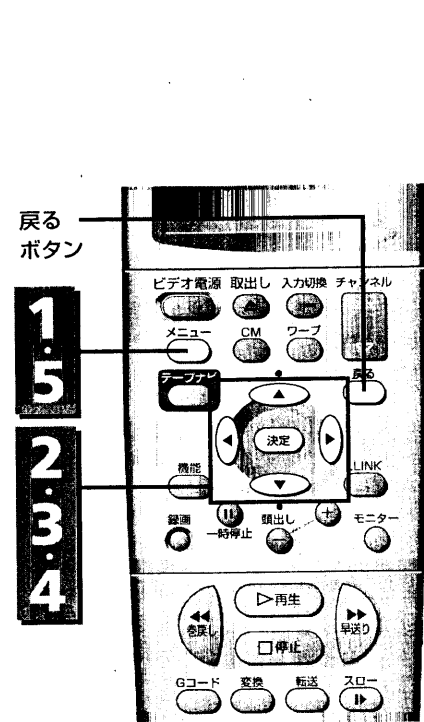 戻る
ボタン
ビデオ電源 取出し 入力切換 チャンネル
メニュー CM ワープ
1・5
テープナビ 戻る
決定
2・3・4
機能 LINK
録画 一時停止 頭出し モニター
巻戻し 再生 早送り
停止
Gコード 変換 転送 スロー